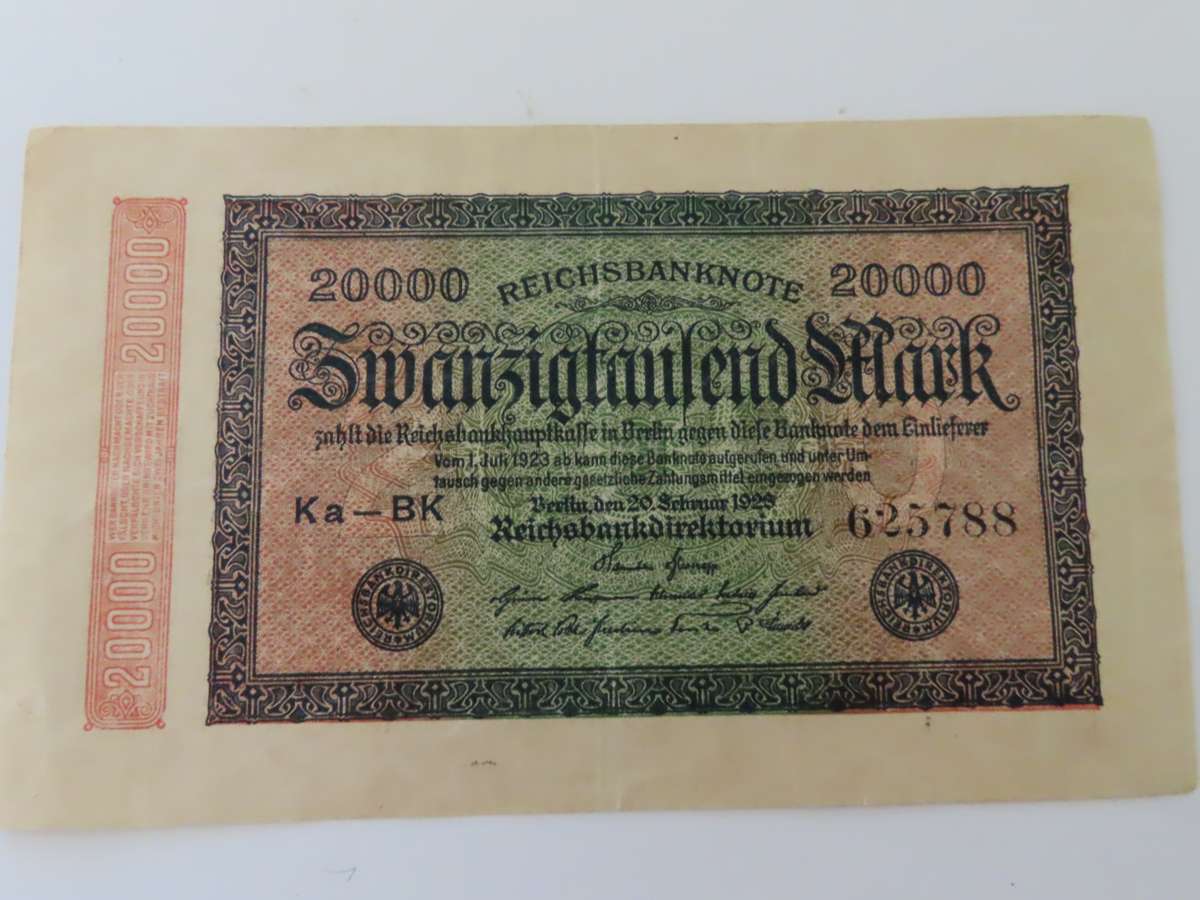 20000 REICHSBANKNOTE 20000
Zwanzigtausend Mark
zahlt die Reichsbankhauptkasse in Berlin gegen diese Banknote dem Einlieferer
Vom 1. Juli 1923 ab kann diese Banknote aufgerufen und unter Um-
tausch gegen andere gesetzliche Zahlungsmittel eingezogen werden
Berlin, den 20. Februar 1923
Ka–BK
Reichsbankdirektorium
625788
REICHSBANKDIREKTORIUM
REICHSBANKDIREKTORIUM
20000
20000